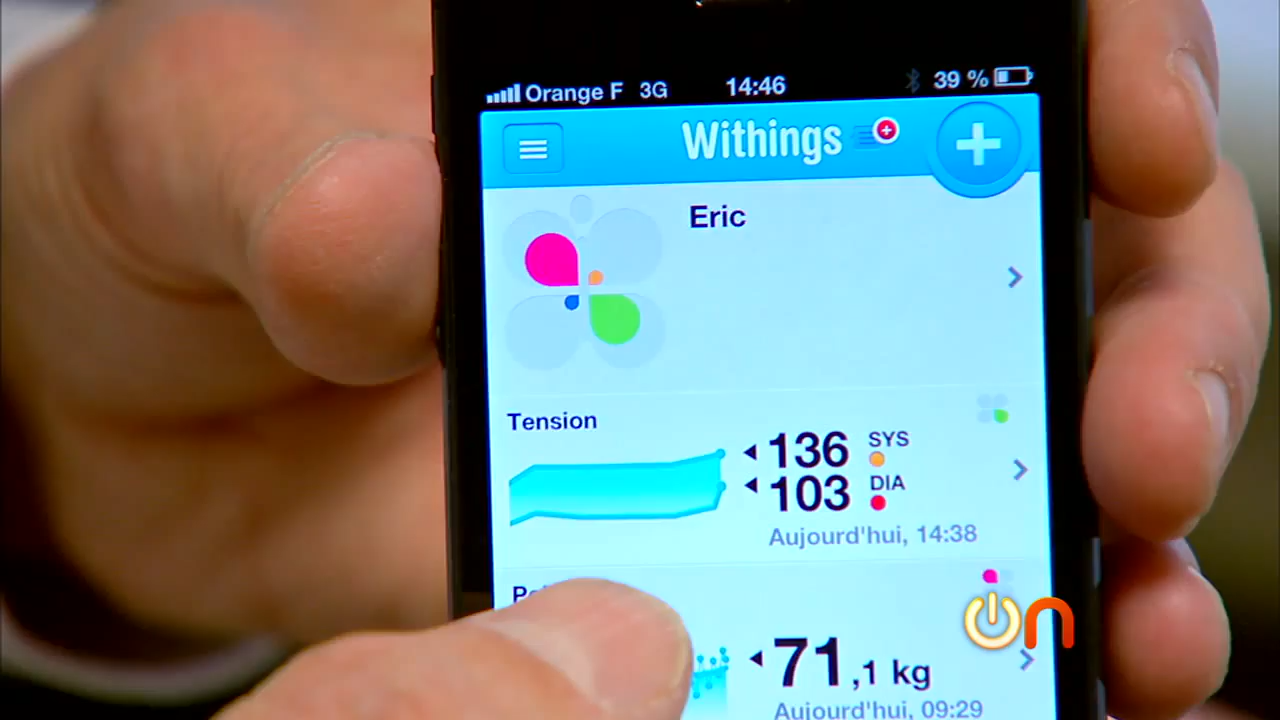 Orange F 3G 14:46 39 %
Withings
Eric
Tension
136 SYS
103 DIA
Aujourd'hui, 14:38
71,1 kg
Aujourd'hui, 09:29
on